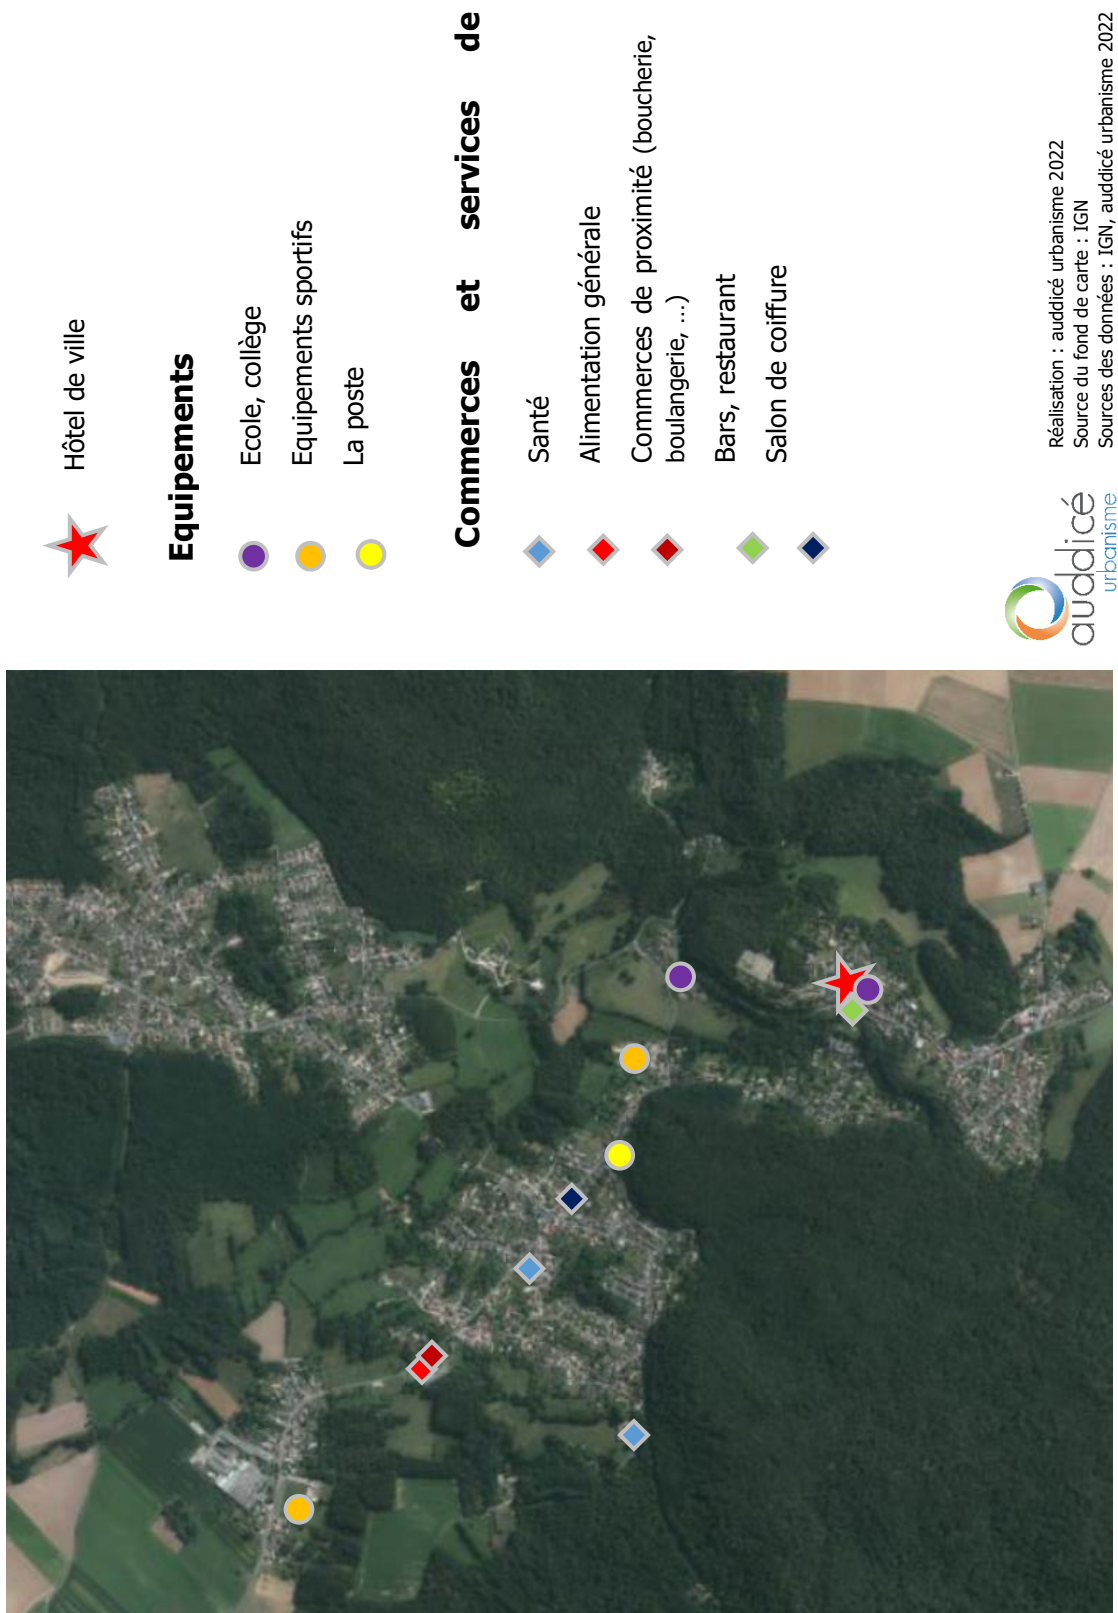 Hôtel de ville
Equipements
Ecole, collège
Equipements sportifs
La poste
Commerces et services de
Santé
Alimentation générale
Commerces de proximité (boucherie,
boulangerie, …)
Bars, restaurant
Salon de coiffure
auddicé
urbanisme
Réalisation : auddicé urbanisme 2022
Source du fond de carte : IGN
Sources des données : IGN, auddicé urbanisme 2022